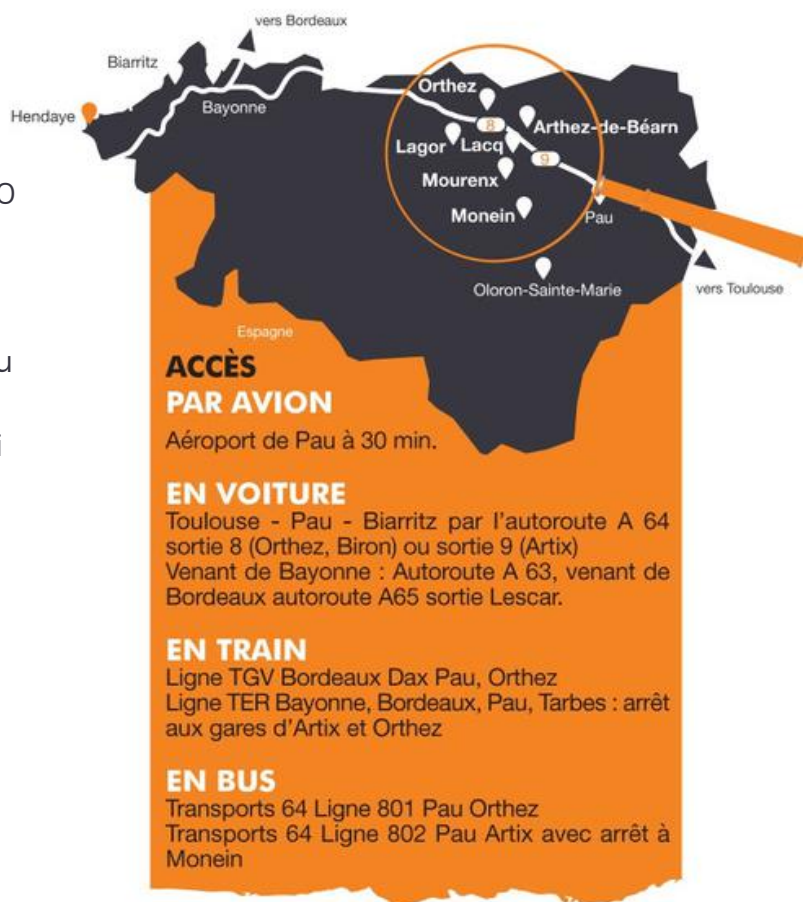 vers Bordeaux
Biarritz
Hendaye
Bayonne
Orthez
8
Arthez-de-Béarn
Lagor
Lacq
9
Mourenx
Monein
Pau
Oloron-Sainte-Marie
vers Toulouse
Espagne
ACCÈS
PAR AVION
Aéroport de Pau à 30 min.
EN VOITURE
Toulouse - Pau - Biarritz par l'autoroute A 64
sortie 8 (Orthez, Biron) ou sortie 9 (Artix)
Venant de Bayonne : Autoroute A 63, venant de
Bordeaux autoroute A65 sortie Lescar.
EN TRAIN
Ligne TGV Bordeaux Dax Pau, Orthez
Ligne TER Bayonne, Bordeaux, Pau, Tarbes : arrêt
aux gares d'Artix et Orthez
EN BUS
Transports 64 Ligne 801 Pau Orthez
Transports 64 Ligne 802 Pau Artix avec arrêt à
Monein